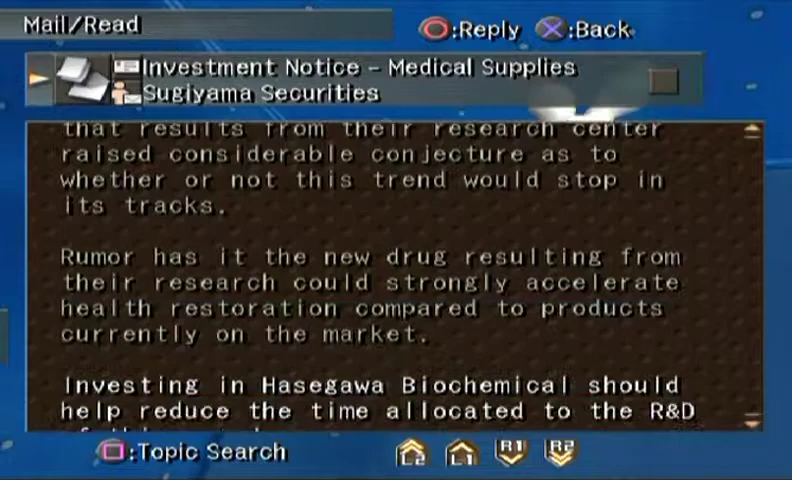 Mail/Read
:Reply :Back
Investment Notice – Medical Supplies
Sugiyama Securities
that results from their research center
raised considerable conjecture as to
whether or not this trend would stop in
its tracks.
Rumor has it the new drug resulting from
their research could strongly accelerate
health restoration compared to products
currently on the market.
Investing in Hasegawa Biochemical should
help reduce the time allocated to the R&D
:Topic Search L2 L1 R1 R2